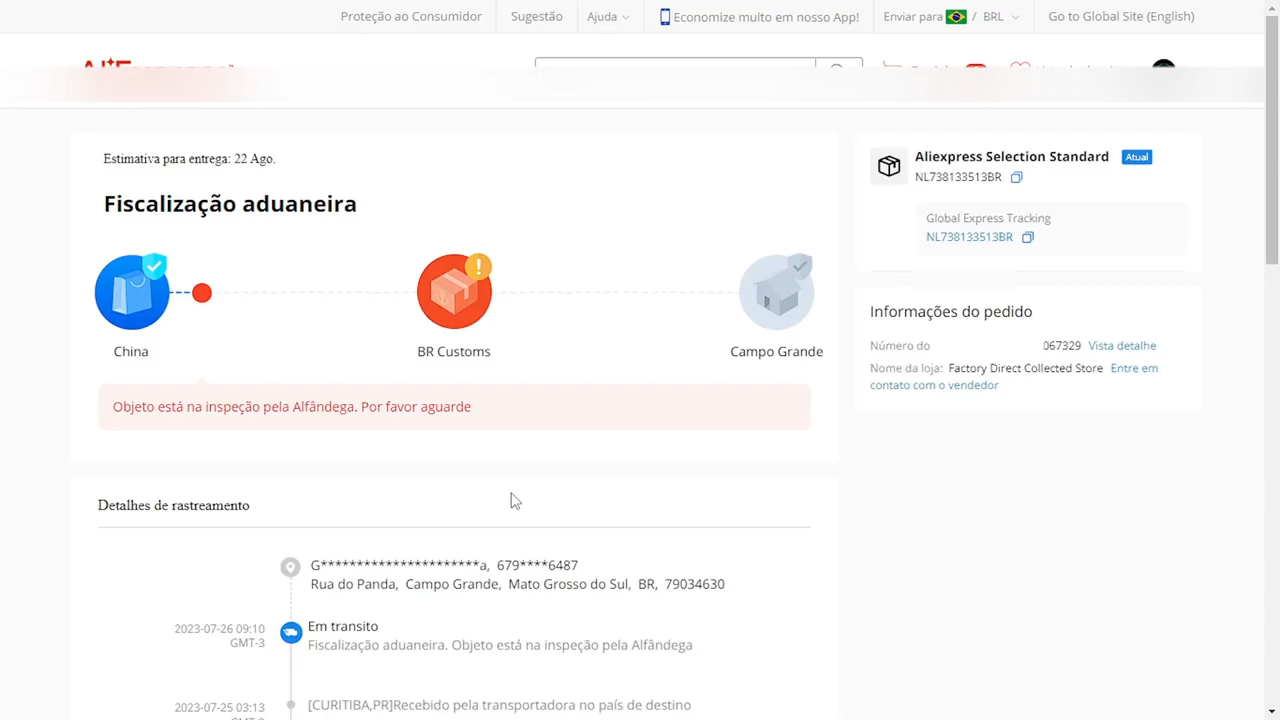 Proteção ao Consumidor
Sugestão
Ajuda
Economize muito em nosso App!
Enviar para / BRL
Go to Global Site (English)
Estimativa para entrega: 22 Ago.
Fiscalização aduaneira
China
BR Customs
Campo Grande
Objeto está na inspeção pela Alfândega. Por favor aguarde
Detalhes de rastreamento
G**********************a, 679****6487
Rua do Panda, Campo Grande, Mato Grosso do Sul, BR, 79034630
2023-07-26 09:10
GMT-3
Em transito
Fiscalização aduaneira. Objeto está na inspeção pela Alfândega
2023-07-25 03:13
[CURITIBA,PR]Recebido pela transportadora no país de destino
Aliexpress Selection Standard Atual
NL738133513BR
Global Express Tracking
NL738133513BR
Informações do pedido
Número do 067329 Vista detalhe
Nome da loja: Factory Direct Collected Store Entre em
contato com o vendedor